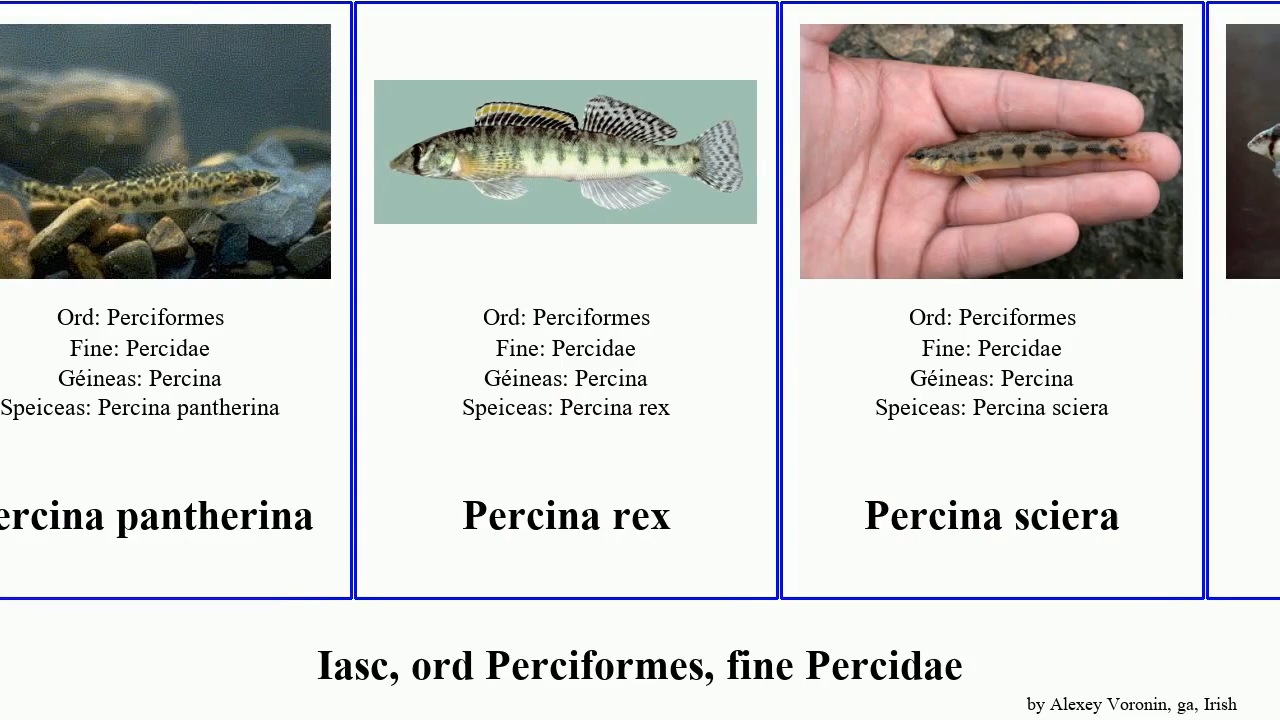 Ord: Perciformes
Fine: Percidae
Géineas: Percina
Speiceas: Percina pantherina
pantherina
Ord: Perciformes
Fine: Percidae
Géineas: Percina
Speiceas: Percina rex
Percina rex
Ord: Perciformes
Fine: Percidae
Géineas: Percina
Speiceas: Percina sciera
Percina sciera
Iasc, ord Perciformes, fine Percidae
by Alexey Voronin, ga, Irish